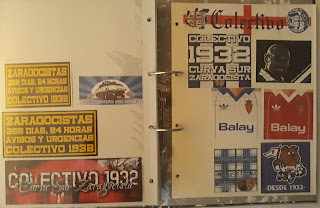 ZARAGOCISTAS
365 DIAS, 24 HORAS
AVISOS Y URGENCIAS
COLECTIVO 1932
ZARAGOCISTAS
365 DIAS, 24 HORAS
AVISOS Y URGENCIAS
COLECTIVO 1932
COLECTIVO 1932
Curva Sur Zaragocista
Colectivo
COLECTIVO
1932
CURVA SUR
ZARAGOCISTA
Balay
Balay
-DESDE 1932-